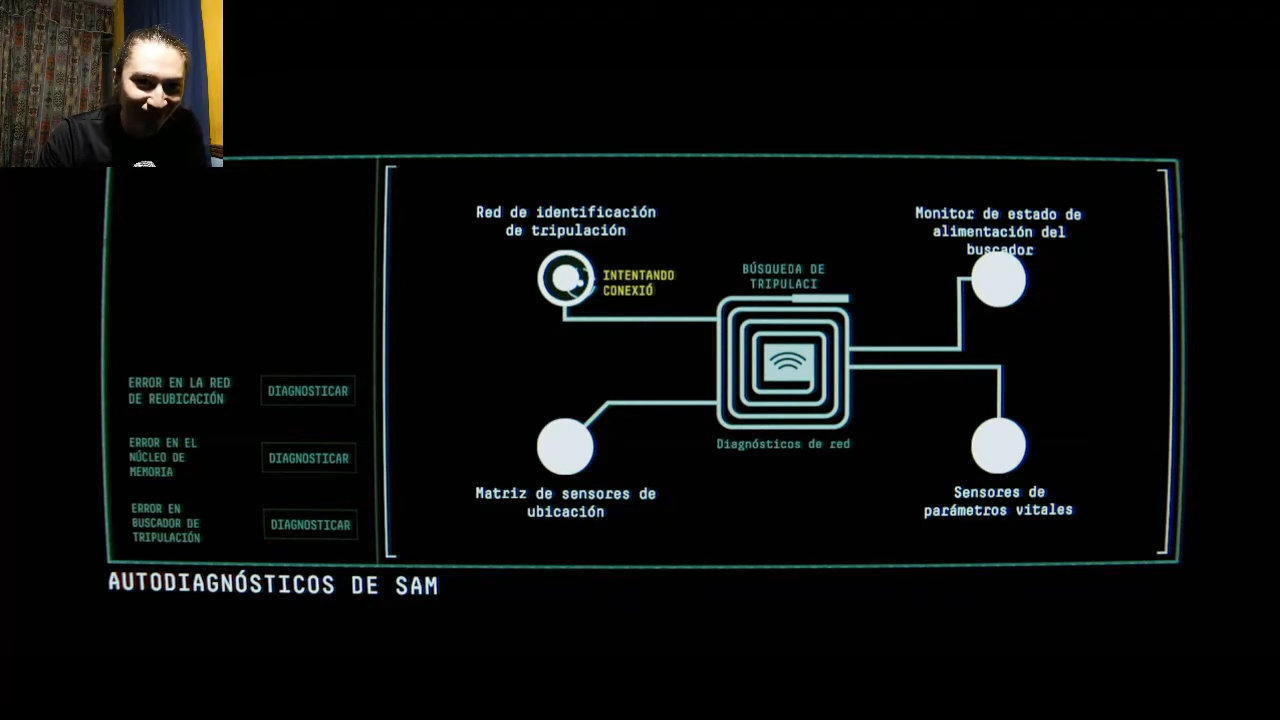 Red de identificación
de tripulación
INTENTANDO
CONEXIÓ
BÚSQUEDA DE
TRIPULACI
Monitor de estado de
alimentación del
buscador
ERROR EN LA RED
DE REUBICACIÓN
DIAGNOSTICAR
ERROR EN EL
NÚCLEO DE
MEMORIA
DIAGNOSTICAR
ERROR EN
BUSCADOR DE
TRIPULACIÓN
DIAGNOSTICAR
Diagnósticos de red
Matriz de sensores de
ubicación
Sensores de
parámetros vitales
AUTODIAGNÓSTICOS DE SAM